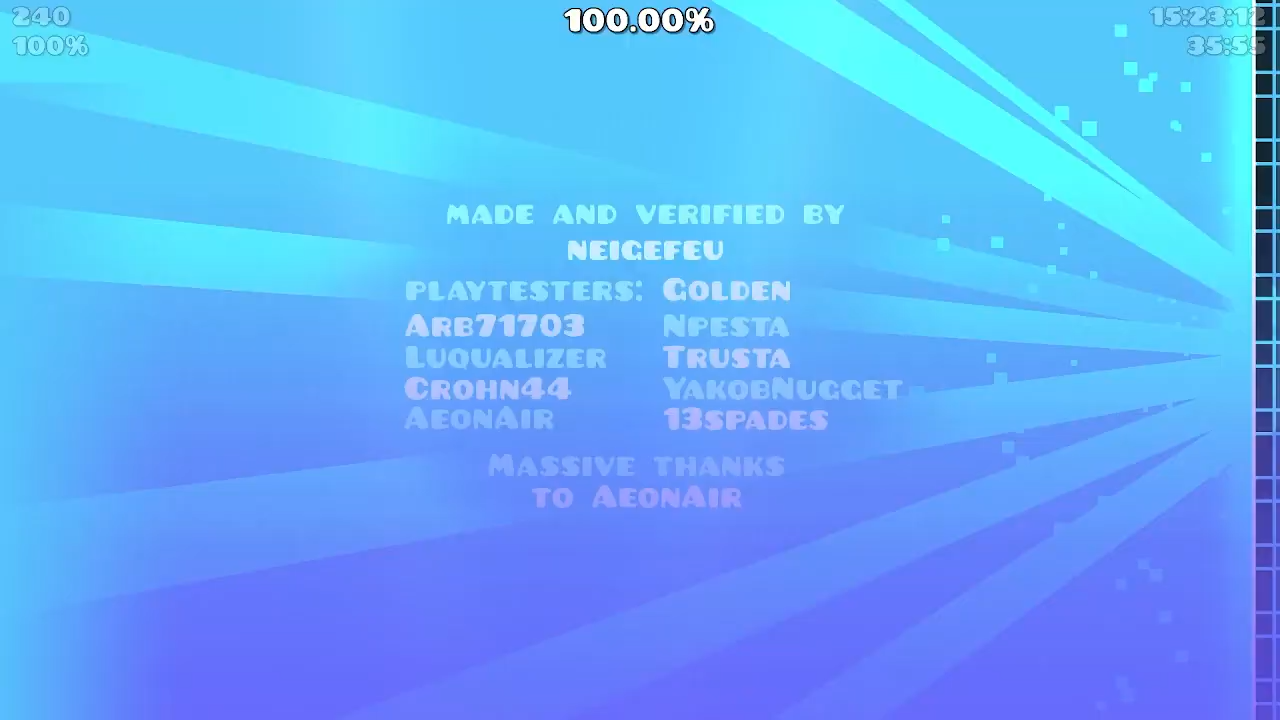 240
100%
100.00%
15:23:12
35:55
MADE AND VERIFIED BY
NEIGEFEU
PLAYTESTERS: GOLDEN
ARB71703 NPESTA
LUQUALIZER TRUSTA
CROHN44 YAKOBNUGGET
AEONAIR 13SPADES
MASSIVE THANKS
TO AEONAIR